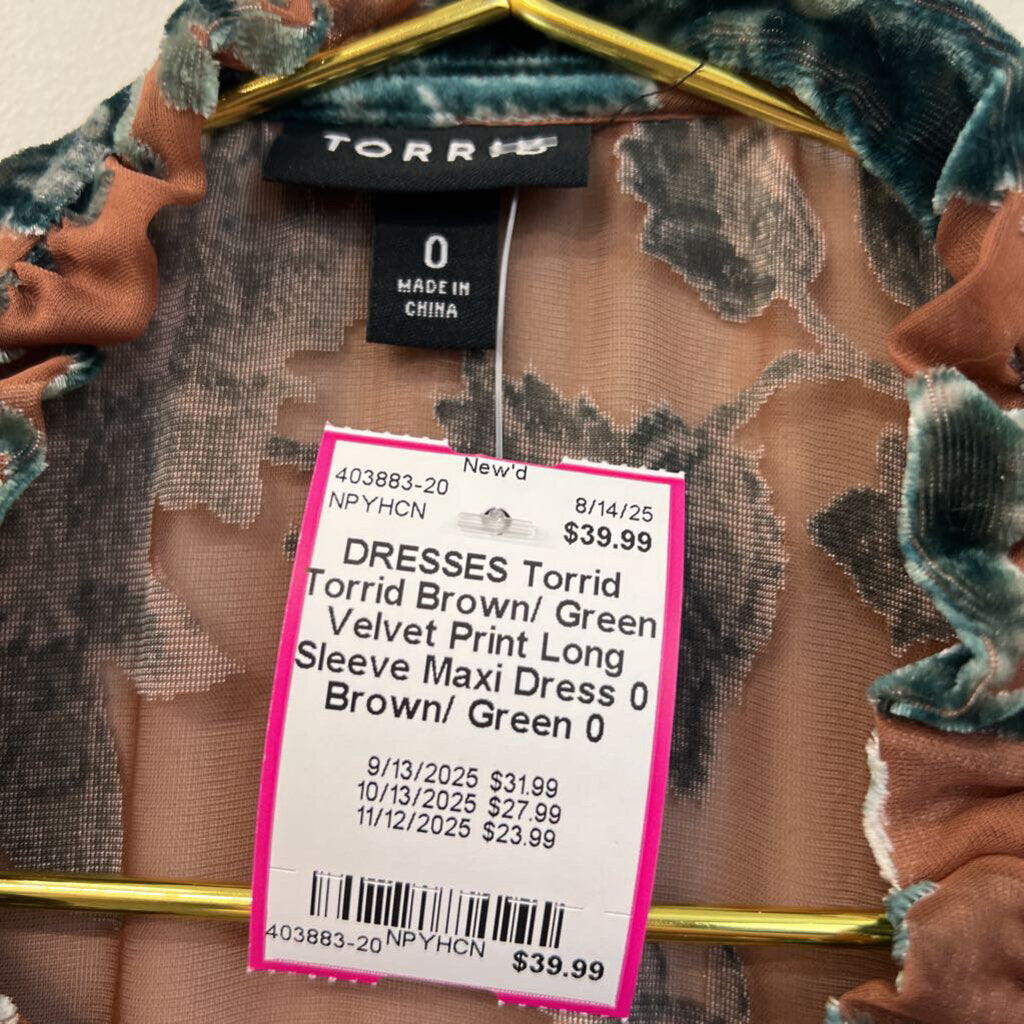 TORRID
0
MADE IN
CHINA
New'd
403883-20
NPYHCN
8/14/25
$39.99
DRESSES Torrid
Torrid Brown/ Green
Velvet Print Long
Sleeve Maxi Dress 0
Brown/ Green 0
9/13/2025 $31.99
10/13/2025 $27.99
11/12/2025 $23.99
403883-20 NPYHCN
$39.99